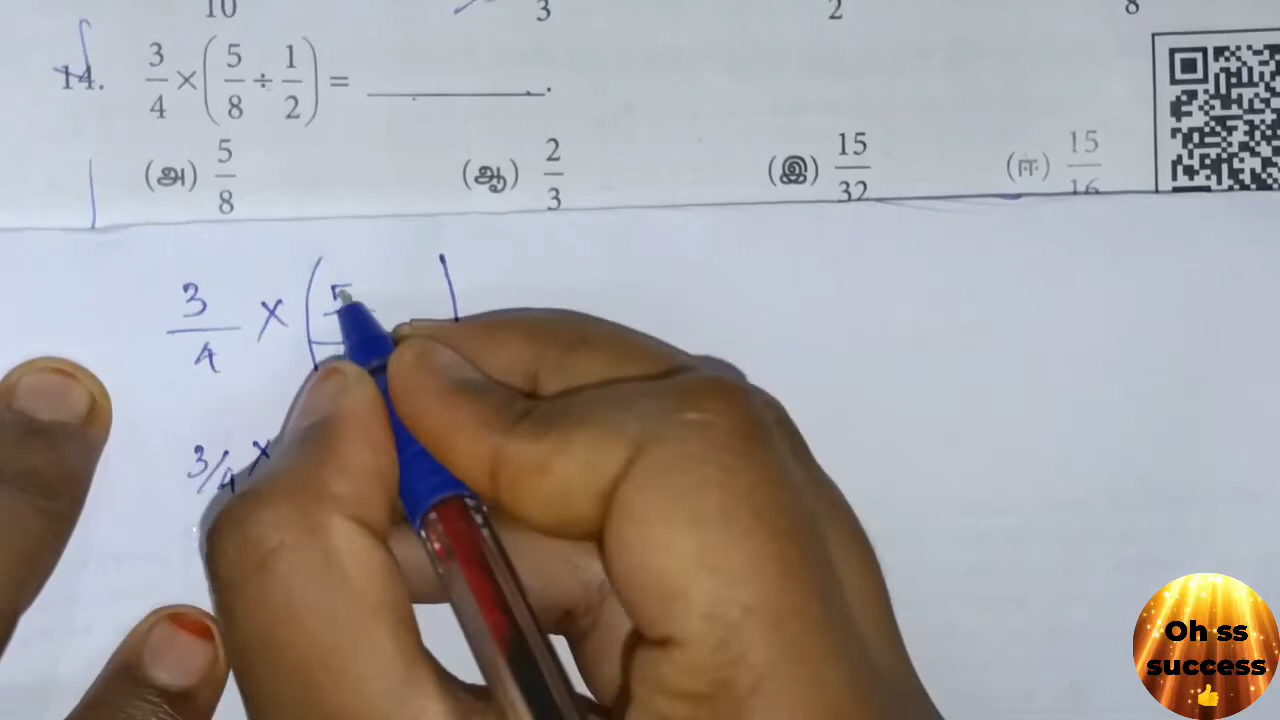 10 3 2 8
14. 3/4 × (5/8 ÷ 1/2) = ________.
(அ) 5/8 (ஆ) 2/3 (இ) 15/32 (ஈ) 15/16
3/4 × (5
3/4 ×
Oh ss
success